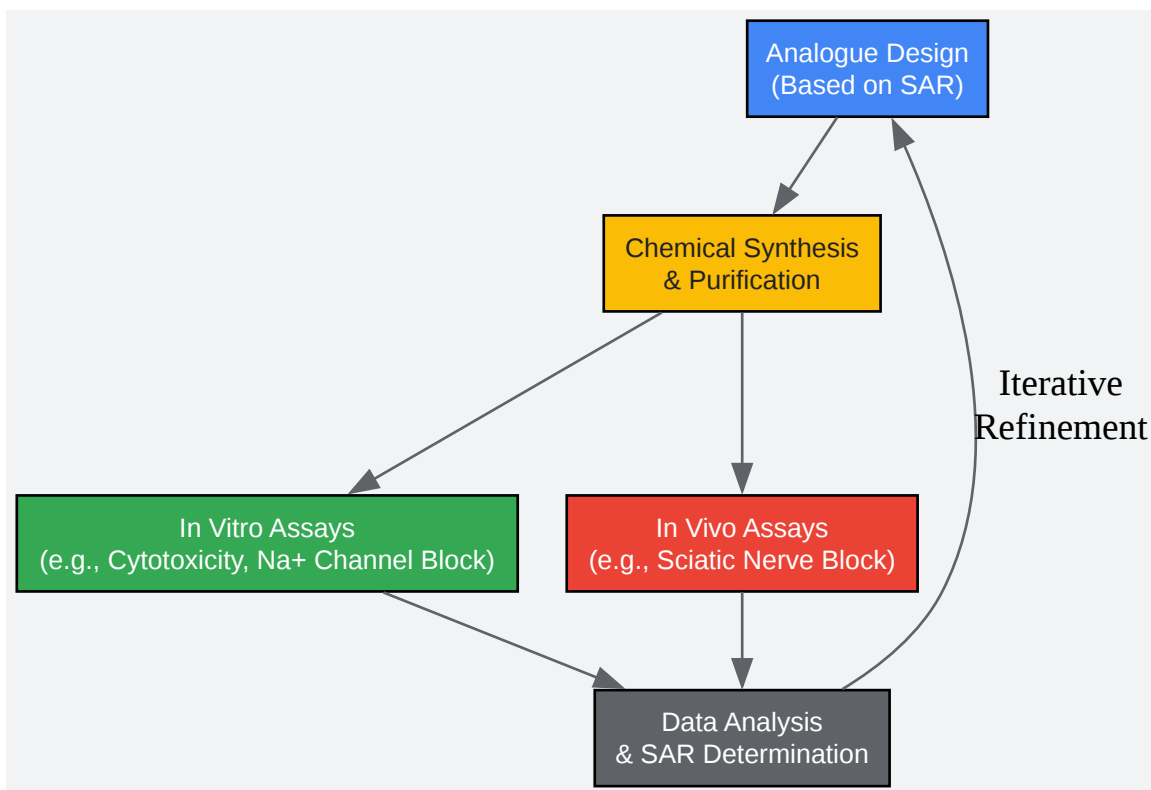 Analogue Design
(Based on SAR)
Chemical Synthesis
& Purification
Iterative
Refinement
In Vitro Assays
(e.g., Cytotoxicity, Na+ Channel Block)
In Vivo Assays
(e.g., Sciatic Nerve Block)
Data Analysis
& SAR Determination